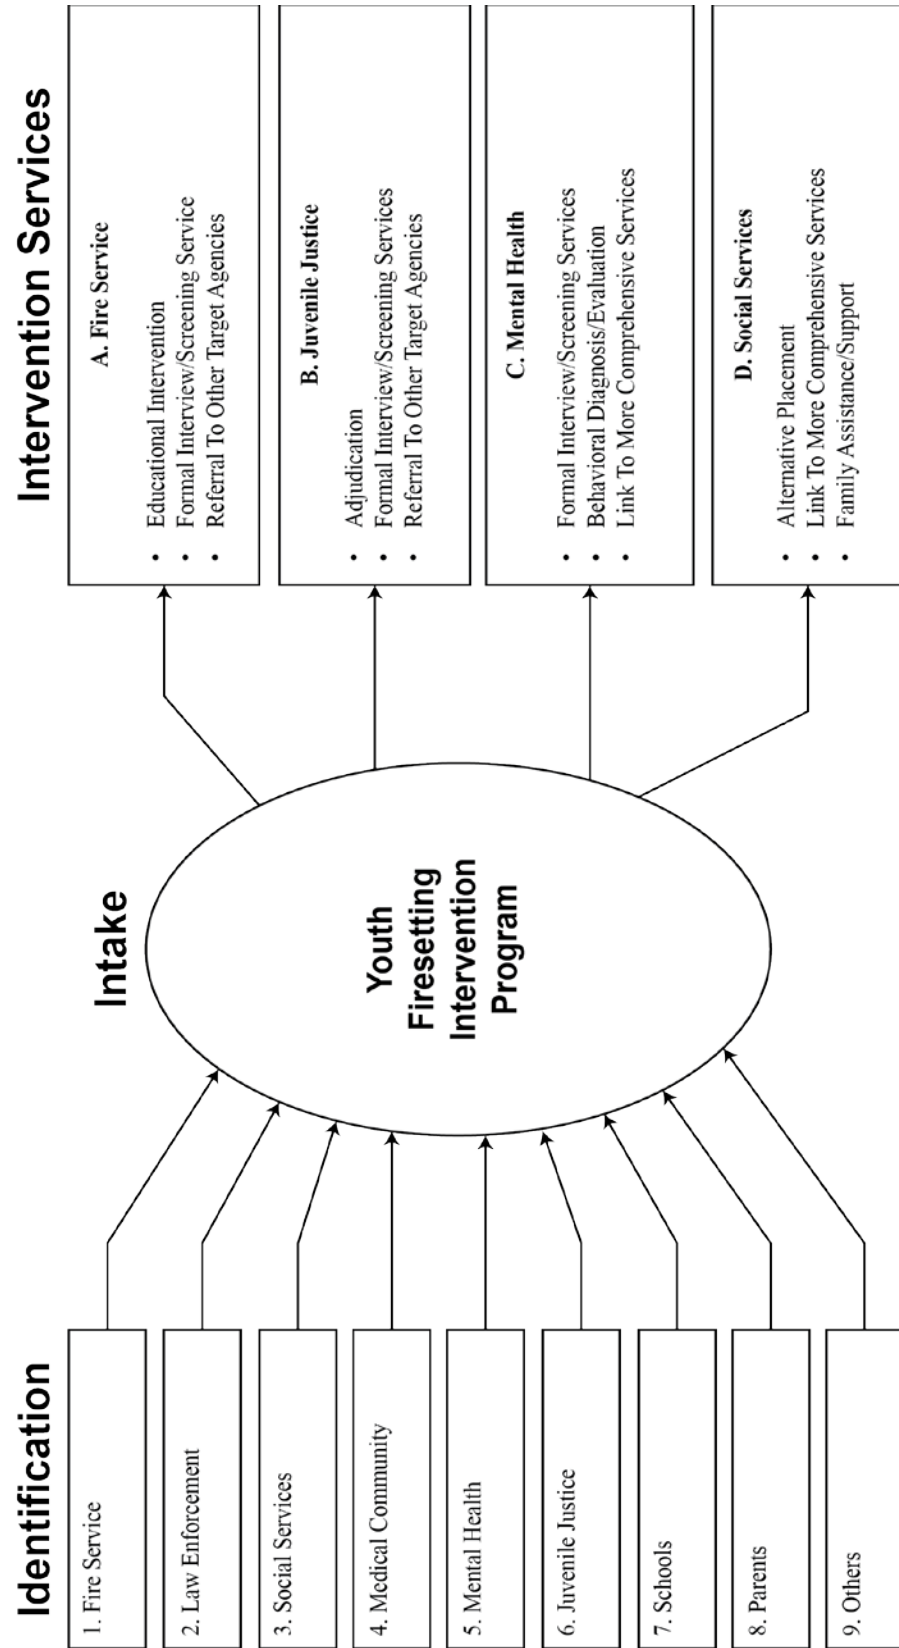 Identification
1. Fire Service
2. Law Enforcement
3. Social Services
4. Medical Community
5. Mental Health
6. Juvenile Justice
7. Schools
8. Parents
9. Others
Intake
Youth
Firesetting
Intervention
Program
Intervention Services
A. Fire Service
• Educational Intervention
• Formal Interview/Screening Service
• Referral To Other Target Agencies
B. Juvenile Justice
• Adjudication
• Formal Interview/Screening Services
• Referral To Other Target Agencies
C. Mental Health
• Formal Interview/Screening Services
• Behavioral Diagnosis/Evaluation
• Link To More Comprehensive Services
D. Social Services
• Alternative Placement
• Link To More Comprehensive Services
• Family Assistance/Support